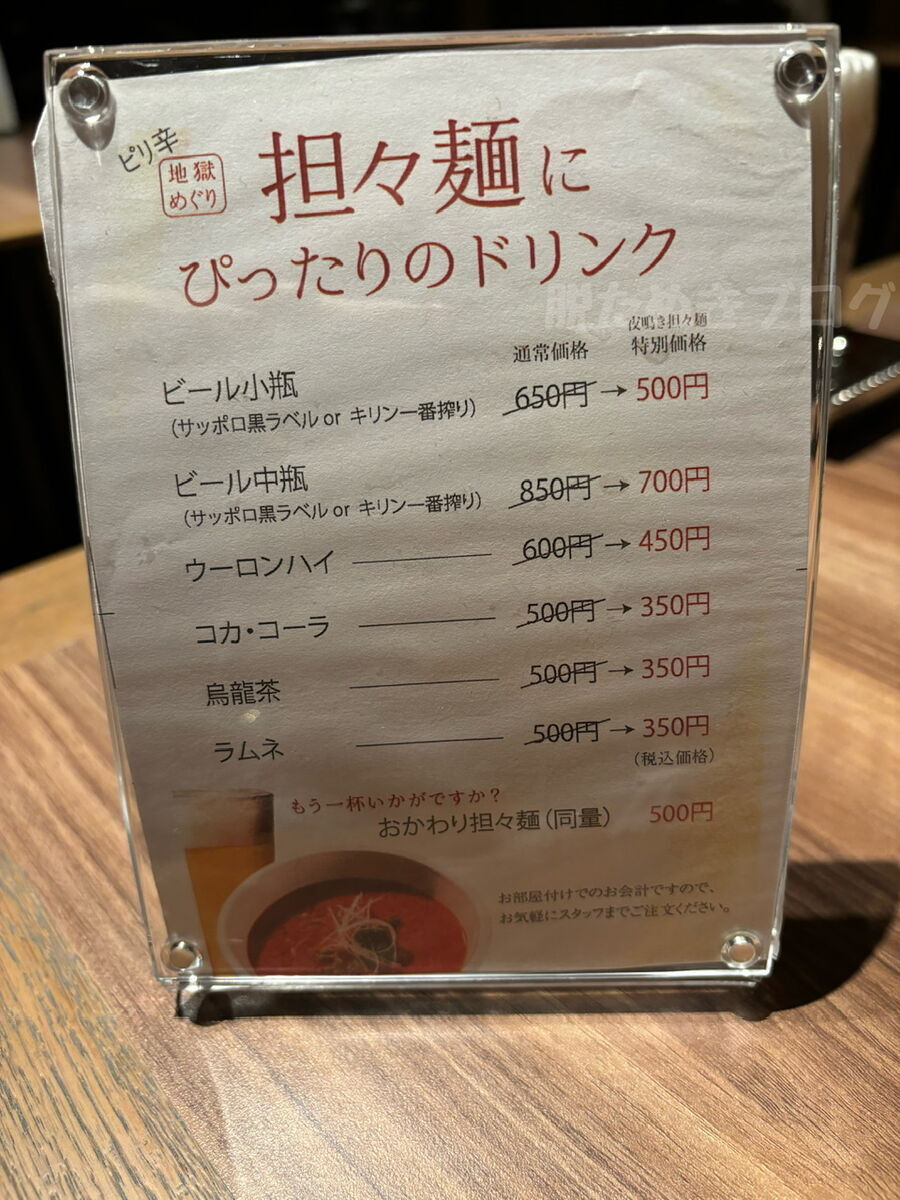 ピリ辛
地獄
めぐり
担々麺に
ぴったりのドリンク
脱ためきブログ
夜鳴き担々麺
通常価格 特別価格
ビール小瓶 650円→500円
(サッポロ黒ラベル or キリン一番搾り)
ビール中瓶 850円→700円
(サッポロ黒ラベル or キリン一番搾り)
ウーロンハイ 600円→450円
コカ・コーラ 500円→350円
烏龍茶 500円→350円
ラムネ 500円→350円
(税込価格)
もう一杯いかがですか?
おかわり担々麺(同量) 500円
お部屋付けでのお会計ですので、
お気軽にスタッフまでご注文ください。